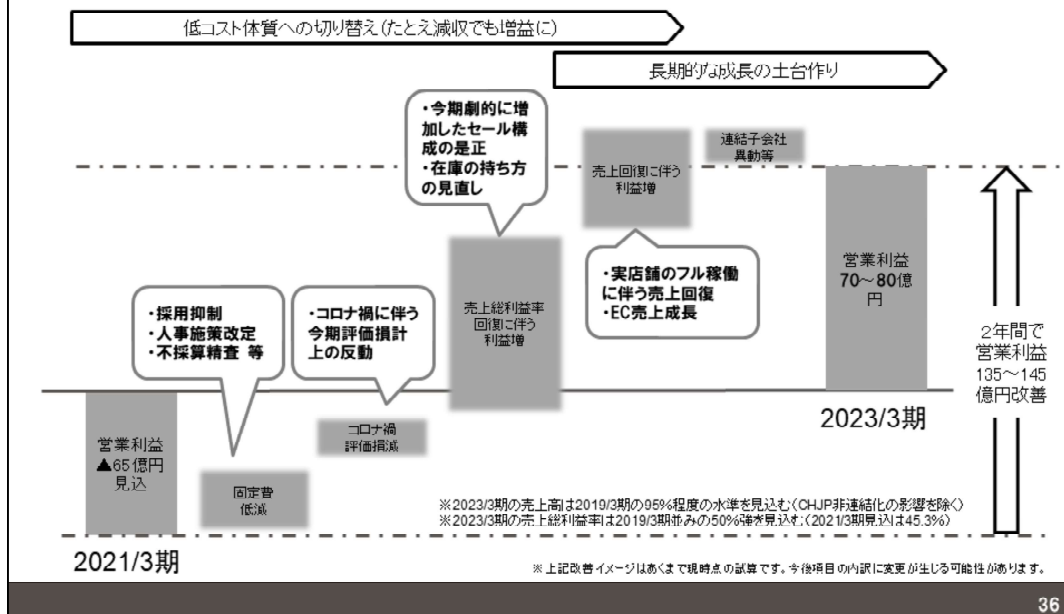 低コスト体質への切り替え(たとえ減収でも増益に)
長期的な成長の土台作り
・今期劇的に増
加したセール構
成の是正
・在庫の持ち方
の見直し
売上回復に伴う
利益増
連結子会社
異動等
・採用抑制
・人事施策改定
・不採算精査 等
・コロナ禍に伴う
今期評価損計
上の反動
売上総利益率
回復に伴う
利益増
・実店舗のフル稼働
に伴う売上回復
・EC売上成長
営業利益
70~80億
円
2年間で
営業利益
135~145
億円改善
営業利益
▲65億円
見込
固定費
低減
コロナ禍
評価損減
2023/3期
※2023/3期の売上高は2019/3期の95%程度の水準を見込む(CHJP非連結化の影響を除く)
※2023/3期の売上総利益率は2019/3期並みの50%強を見込む(2021/3期見込は45.3%)
2021/3期
※ 上記改善イメージはあくまで現時点の試算です。今後項目の内訳に変更が生じる可能性があります。
36